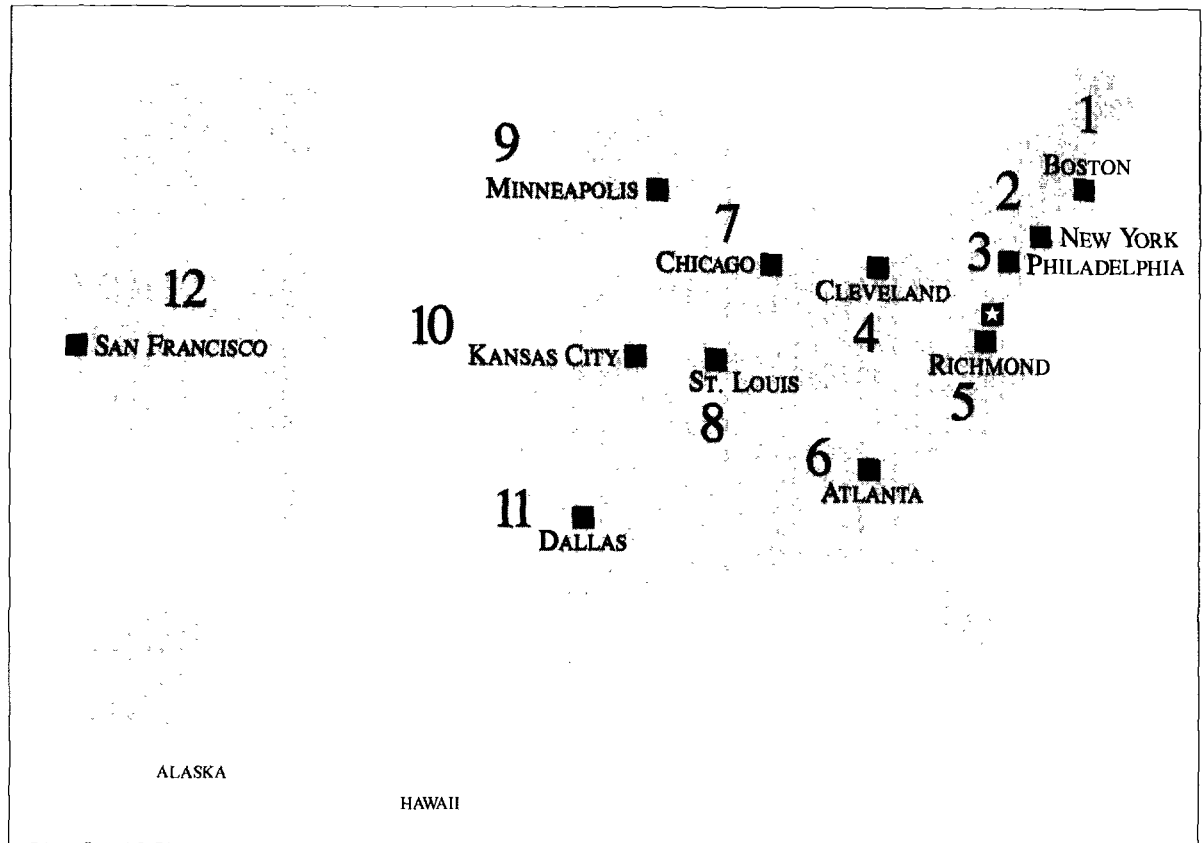 1
BOSTON
9
MINNEAPOLIS
2
7
NEW YORK
3
PHILADELPHIA
CHICAGO
CLEVELAND
12
10
4
SAN FRANCISCO
KANSAS CITY
ST. LOUIS
RICHMOND
5
8
6
ATLANTA
11
DALLAS
ALASKA
HAWAII